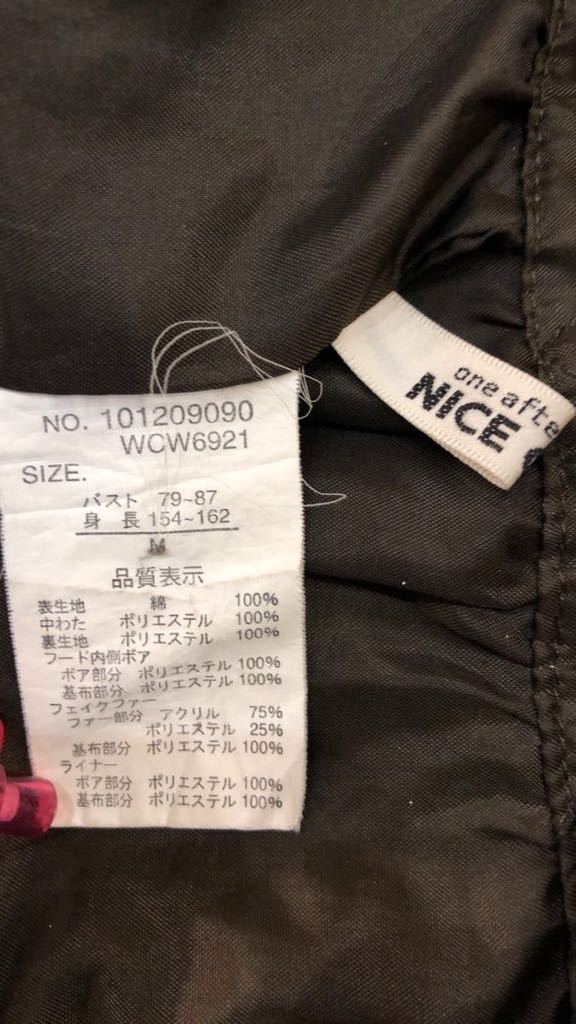 NO. 101209090
WCW6921
SIZE.
バスト 79~87
身 長 154~162
M
品質表示
表生地 綿 100%
中わた ポリエステル 100%
裏生地 ポリエステル 100%
フード内側ボア
ボア部分 ポリエステル 100%
基布部分 ポリエステル 100%
フェイクファー
ファー部分 アクリル 75%
ポリエステル 25%
基布部分 ポリエステル 100%
ライナー
ボア部分 ポリエステル 100%
基布部分 ポリエステル 100%
one afte
NICE